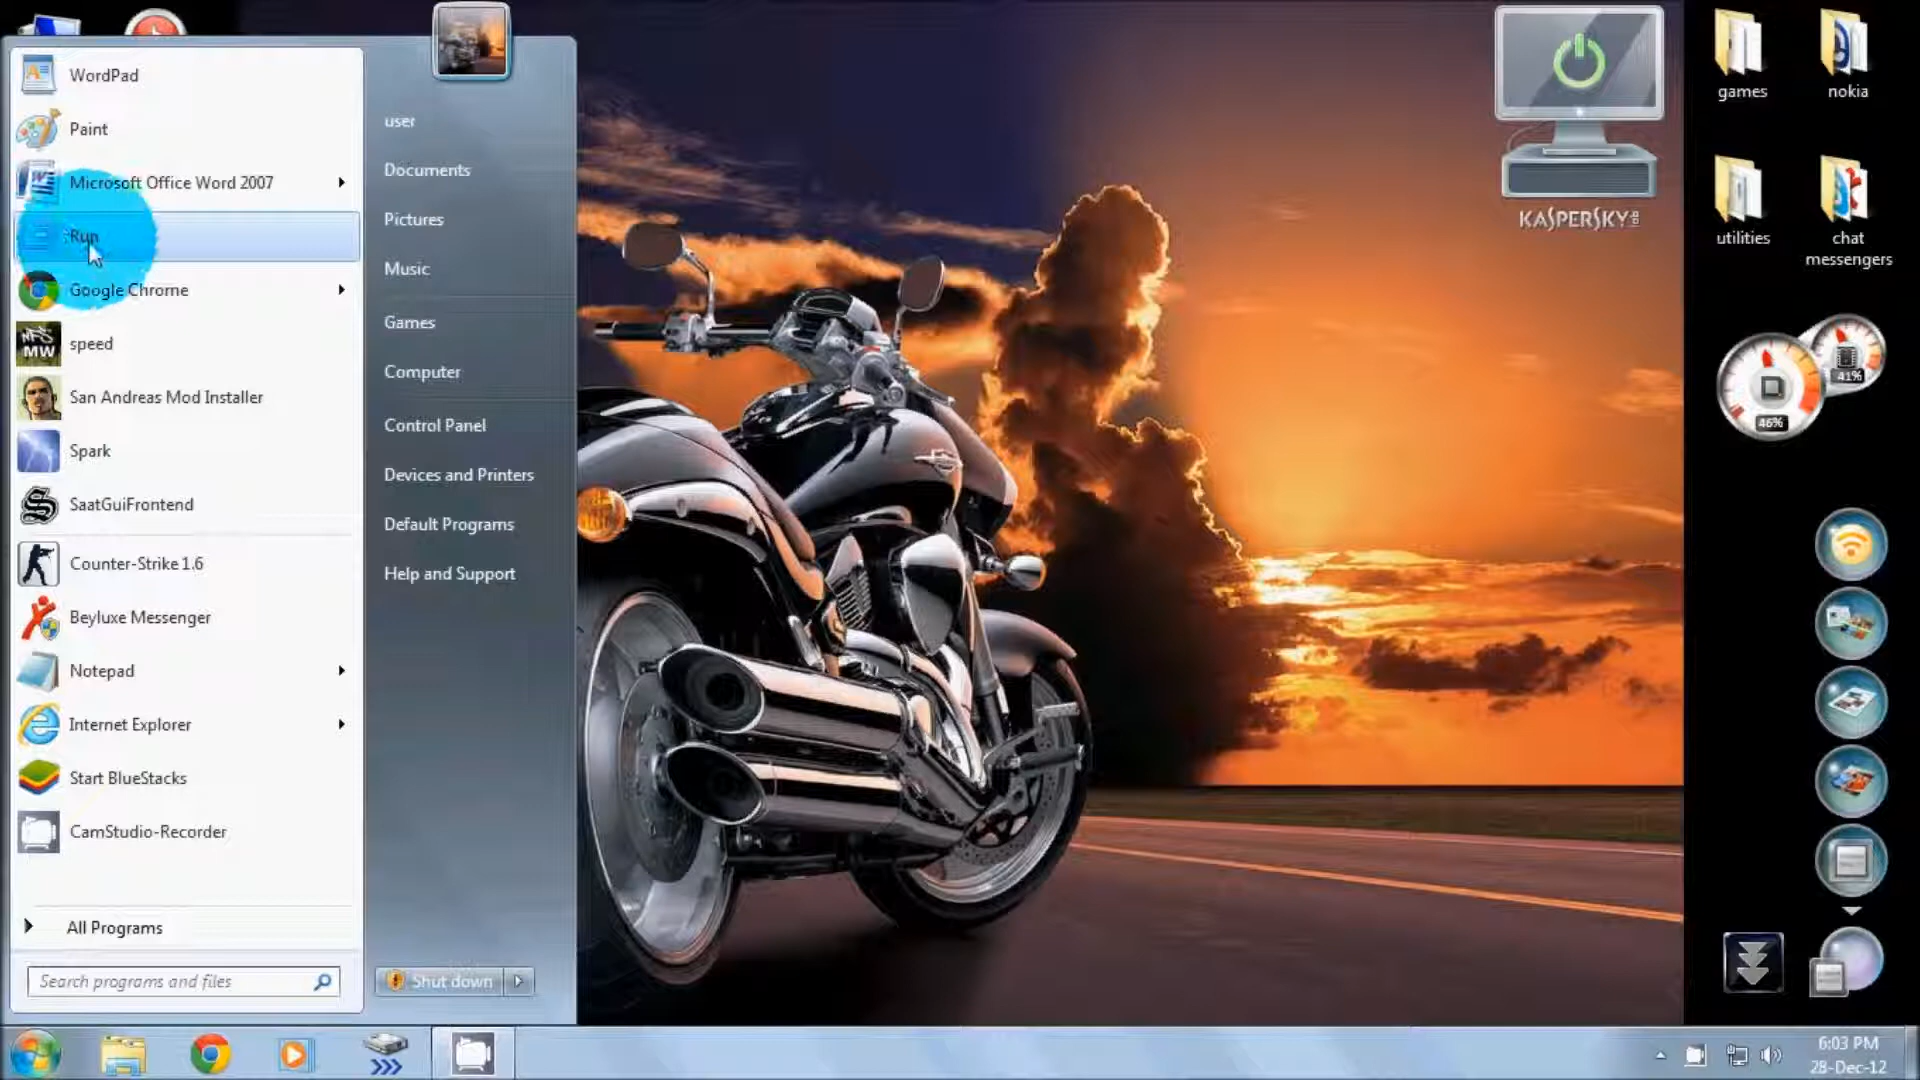 WordPad
Paint
Microsoft Office Word 2007
Run
Google Chrome
NFS
MW
speed
San Andreas Mod Installer
Spark
SaatGuiFrontend
Counter-Strike 1.6
Beyluxe Messenger
Notepad
Internet Explorer
Start BlueStacks
CamStudio-Recorder
All Programs
Search programs and files
user
Documents
Pictures
Music
Games
Computer
Control Panel
Devices and Printers
Default Programs
Help and Support
Shut down
KASPERSKY lab
games
nokia
utilities
chat
messengers
41%
46%
6:03 PM
28-Dec-12